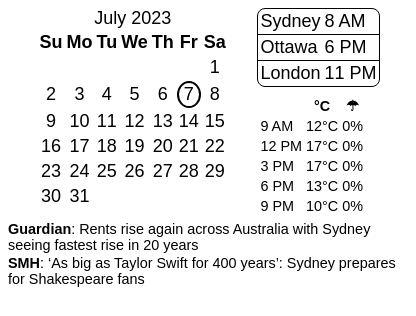 July 2023
Su Mo Tu We Th Fr Sa
1
2 3 4 5 6 7 8
9 10 11 12 13 14 15
16 17 18 19 20 21 22
23 24 25 26 27 28 29
30 31
Sydney 8 AM
Ottawa 6 PM
London 11 PM
°C ☂
9 AM 12°C 0%
12 PM 17°C 0%
3 PM 17°C 0%
6 PM 13°C 0%
9 PM 10°C 0%
Guardian: Rents rise again across Australia with Sydney
seeing fastest rise in 20 years
SMH: ‘As big as Taylor Swift for 400 years’: Sydney prepares
for Shakespeare fans